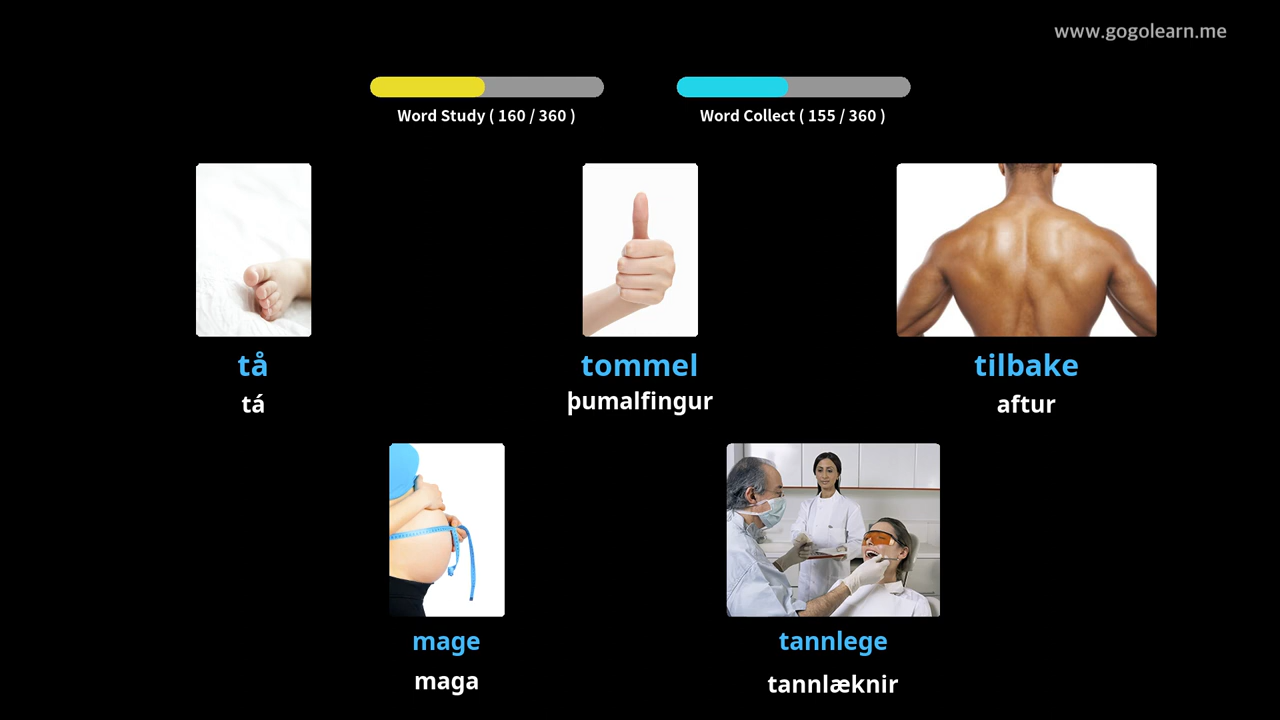 www.gogolearn.me
Word Study ( 160 / 360 )
Word Collect ( 155 / 360 )
tå
tá
tommel
þumalfingur
tilbake
aftur
mage
maga
tannlege
tannlæknir